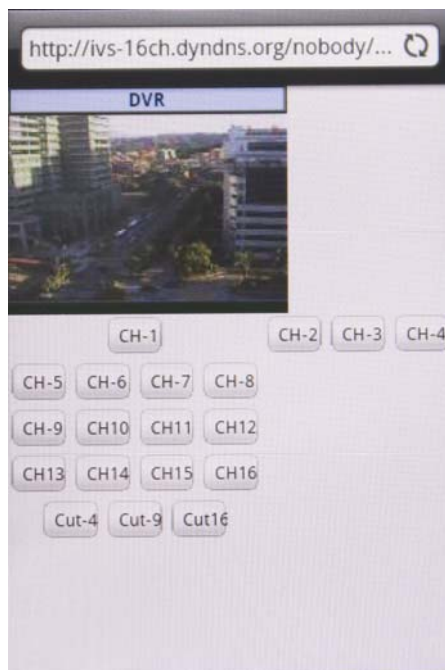 http://ivs-16ch.dyndns.org/nobody/...
DVR
CH-1 CH-2 CH-3 CH-4
CH-5 CH-6 CH-7 CH-8
CH-9 CH10 CH11 CH12
CH13 CH14 CH15 CH16
Cut-4 Cut-9 Cut16